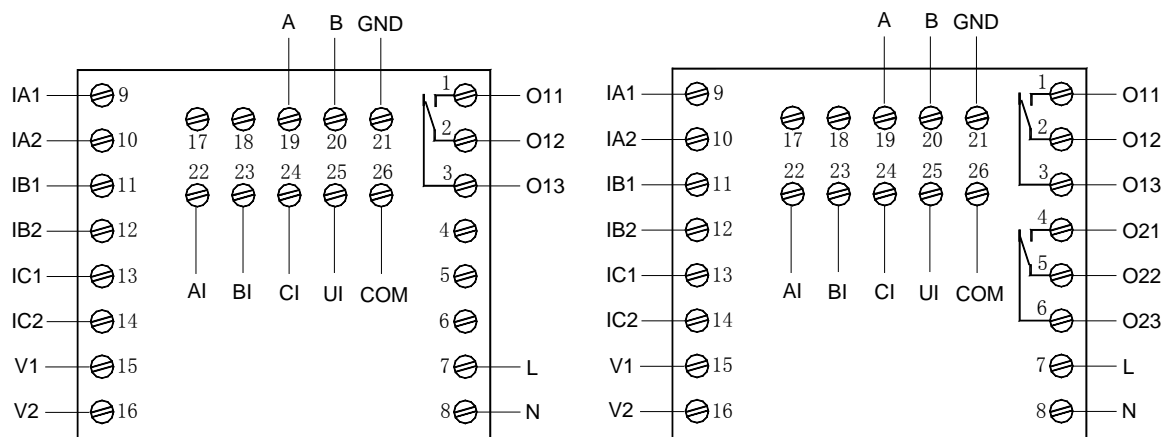 A B GND
IA1 9 1 O11
IA2 10 17 18 19 20 21 2 O12
IB1 11 22 23 24 25 26 3 O13
IB2 12 4
IC1 13 AI BI CI UI COM 5
IC2 14 6
V1 15 7 L
V2 16 8 N
A B GND
IA1 9 1 O11
IA2 10 17 18 19 20 21 2 O12
IB1 11 22 23 24 25 26 3 O13
IB2 12 4 O21
IC1 13 AI BI CI UI COM 5 O22
IC2 14 6 O23
V1 15 7 L
V2 16 8 N